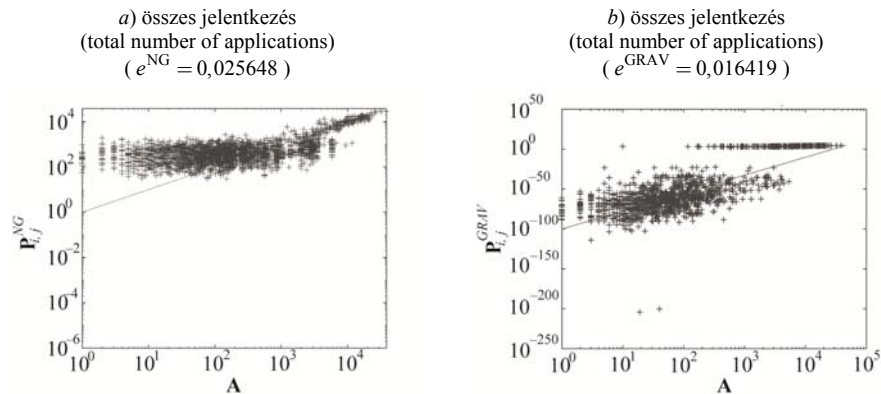 a) összes jelentkezés
(total number of applications)
( e^NG = 0,025648 )
10^4
10^2
10^0
10^-2
10^-4
10^-6
P_{i,j}^{NG}
10^0 10^1 10^2 10^3 10^4
A
b) összes jelentkezés
(total number of applications)
( e^GRAV = 0,016419 )
10^50
10^0
10^-50
10^-100
10^-150
10^-200
10^-250
P_{i,j}^{GRAV}
10^0 10^1 10^2 10^3 10^4 10^5
A